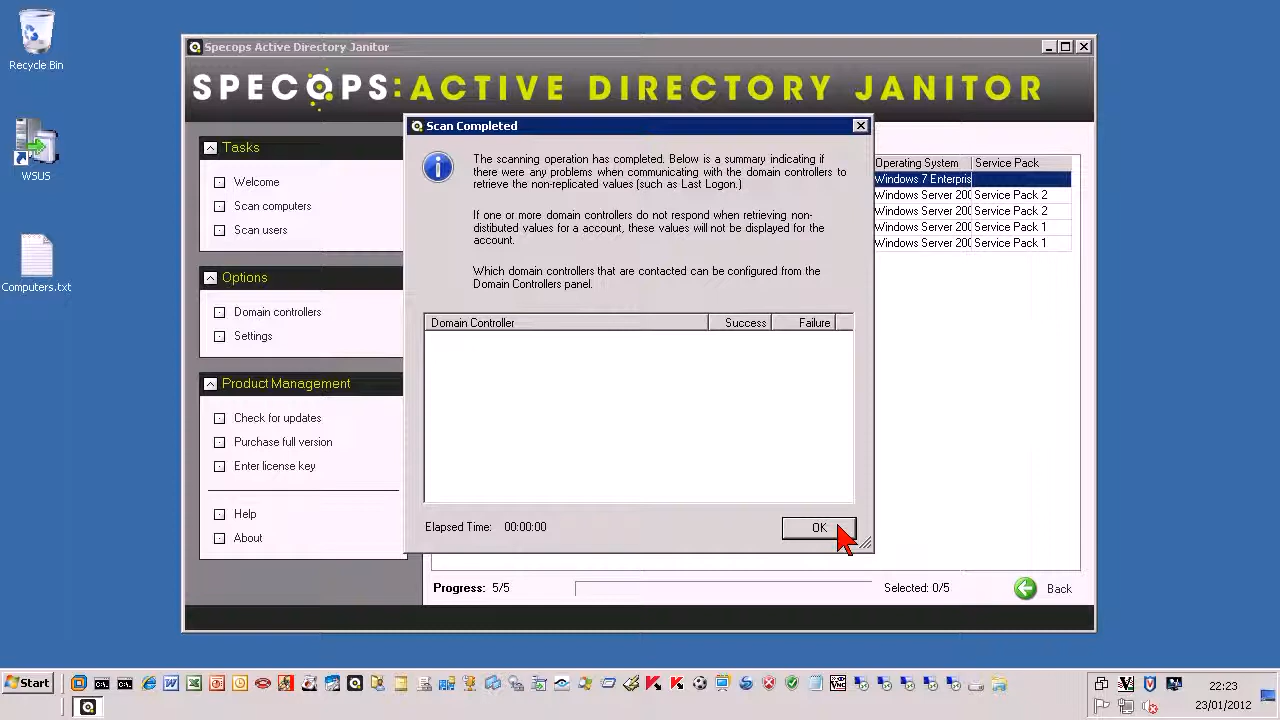 Recycle Bin
WSUS
Computers.txt
Specops Active Directory Janitor
SPECOPS:ACTIVE DIRECTORY JANITOR
Tasks
Welcome
Scan computers
Scan users
Options
Domain controllers
Settings
Product Management
Check for updates
Purchase full version
Enter license key
Help
About
Scan Completed
The scanning operation has completed. Below is a summary indicating if
there were any problems when communicating with the domain controllers to
retrieve the non-replicated values (such as Last Logon.)
If one or more domain controllers do not respond when retrieving non-
distibuted values for a account, these values will not be displayed for the
account.
Which domain controllers that are contacted can be configured from the
Domain Controllers panel.
Domain Controller Success Failure
Elapsed Time: 00:00:00
OK
Operating System Service Pack
Windows 7 Enterpris
Windows Server 200 Service Pack 2
Windows Server 200 Service Pack 2
Windows Server 200 Service Pack 1
Windows Server 200 Service Pack 1
Progress: 5/5
Selected: 0/5
Back
Start
22:23
23/01/2012